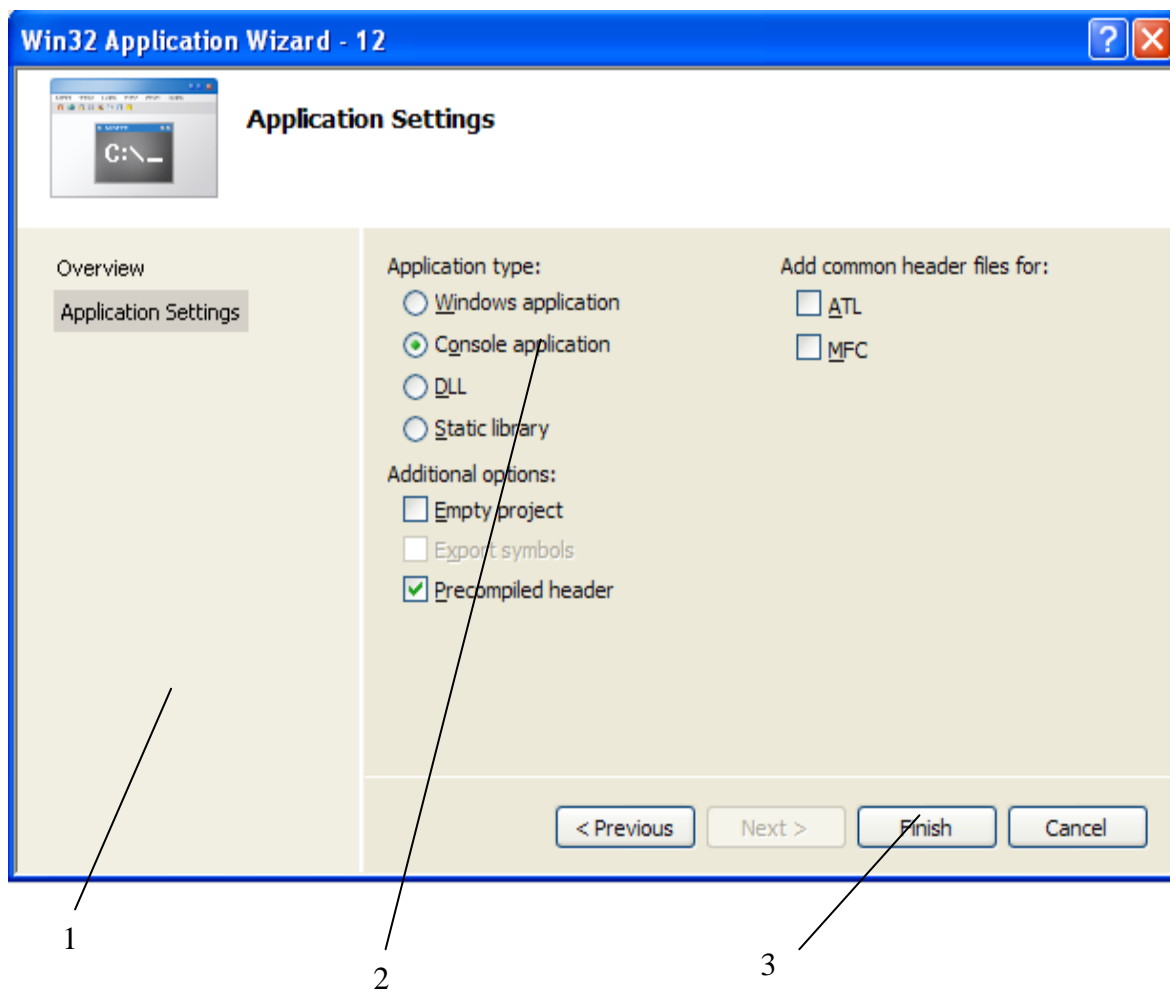 Win32 Application Wizard - 12
C:\_
Application Settings
Overview
Application Settings
Application type:
Windows application
Console application
DLL
Static library
Additional options:
Empty project
Export symbols
Precompiled header
Add common header files for:
ATL
MFC
< Previous
Next >
Finish
Cancel
1
2
3